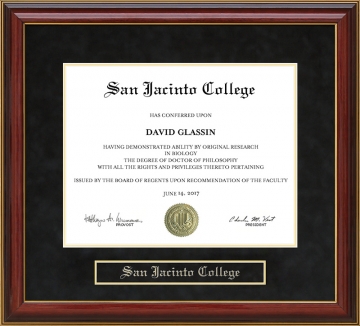 San Jacinto College
HAS CONFERRED UPON
DAVID GLASSIN
HAVING DEMONSTRATED ABILITY BY ORIGINAL RESEARCH
IN BIOLOGY
THE DEGREE OF DOCTOR OF PHILOSOPHY
WITH ALL THE RIGHTS AND PRIVILEGES THERETO PERTAINING
ISSUED BY THE BOARD OF REGENTS UPON RECOMMENDATION OF THE FACULTY
JUNE 14, 2017
PROVOST
PRESIDENT
San Jacinto College